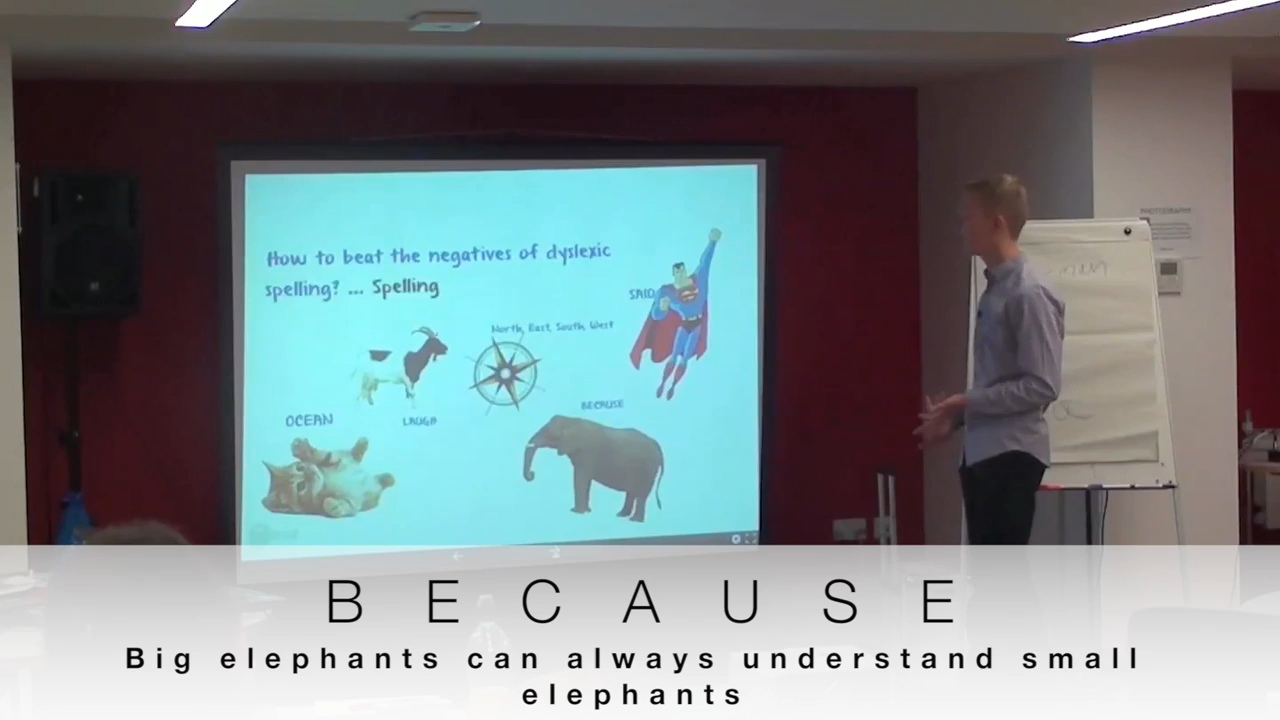 How to beat the negatives of dyslexic
spelling? ... Spelling
SAID
North, East, South, West
BECAUSE
OCEAN
LAUGH
PHOTOGRAPHY
B E C A U S E
Big elephants can always understand small
elephants